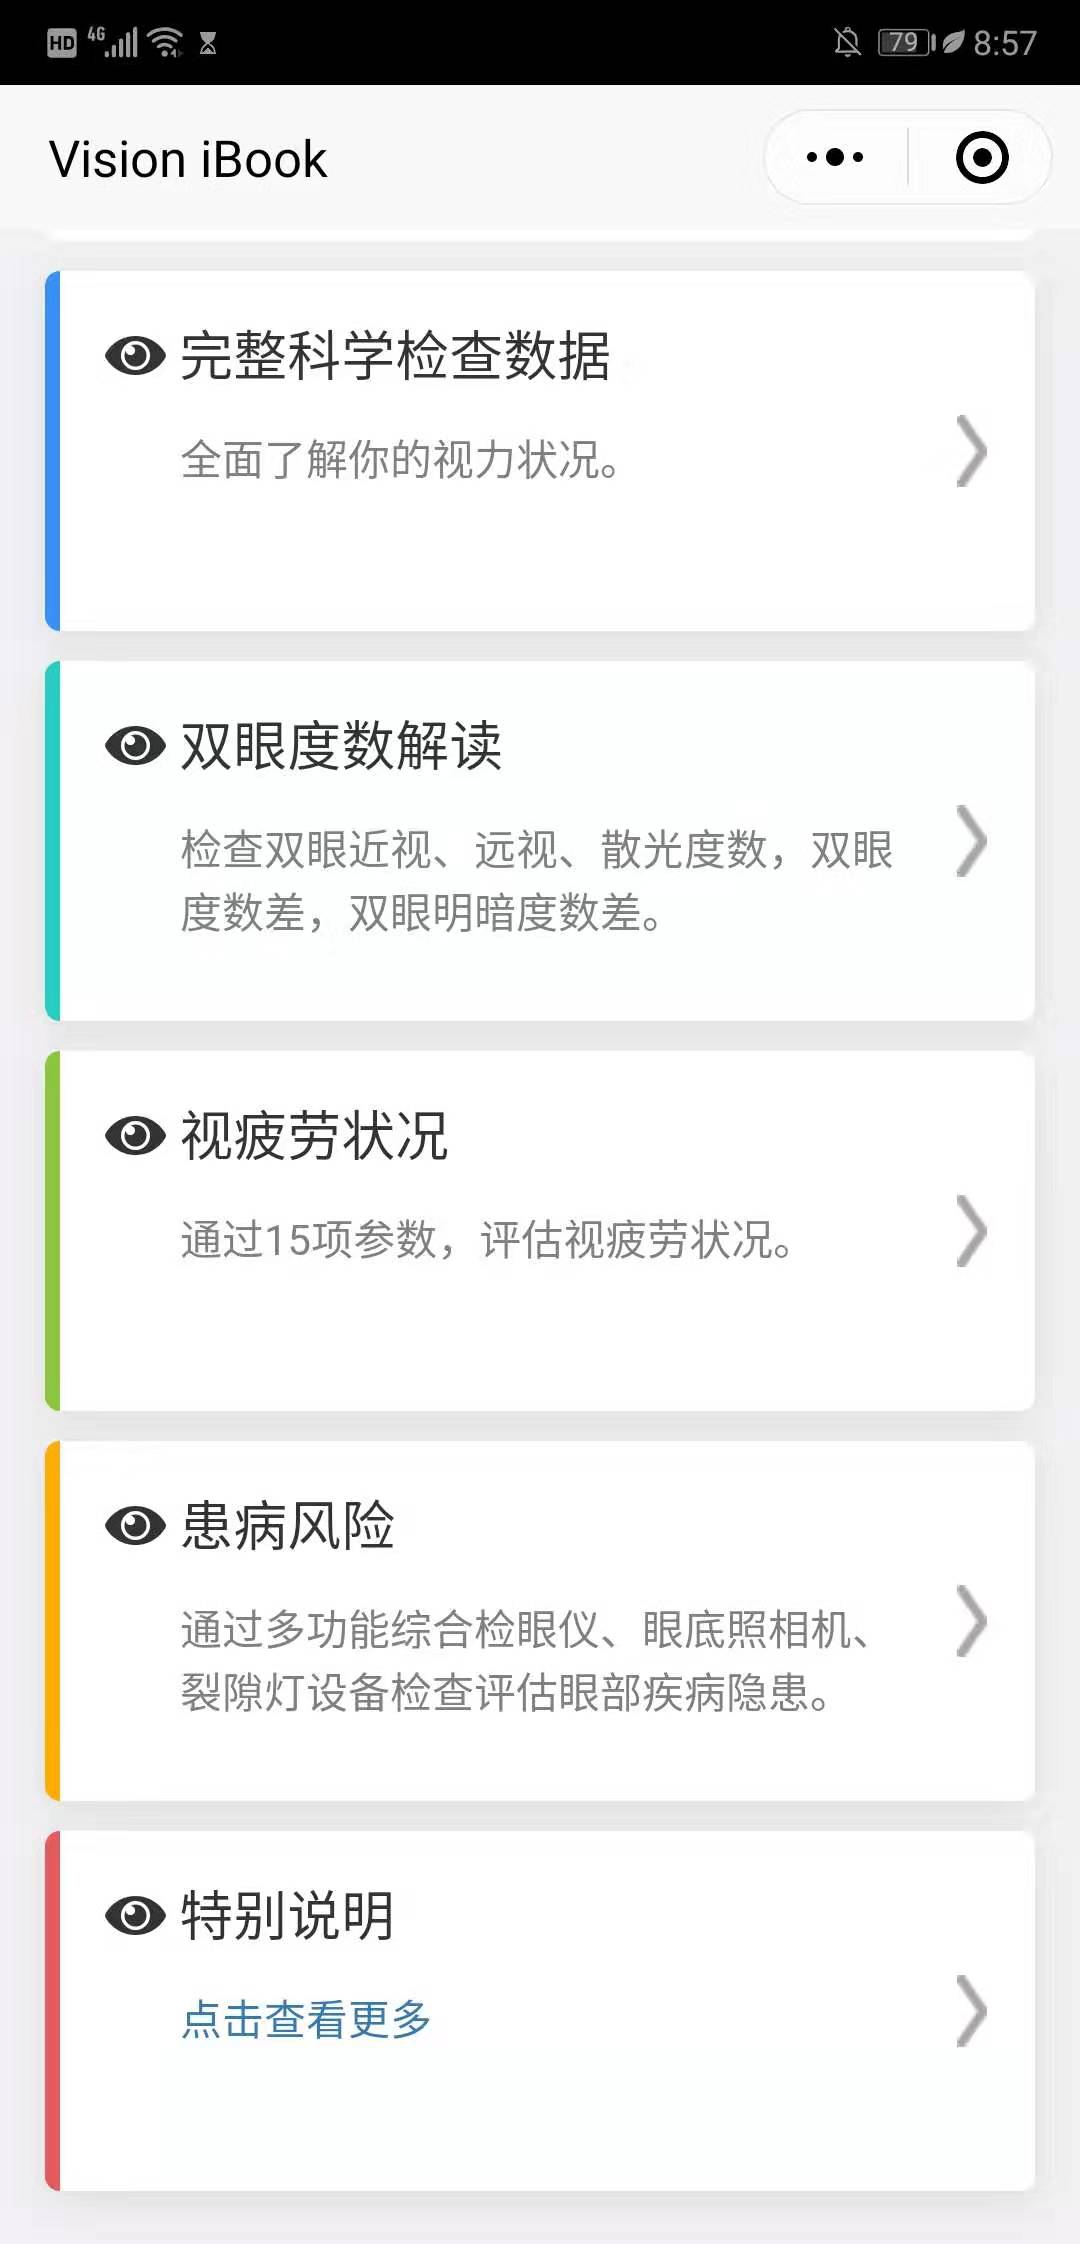 HD 4G 79 8:57
Vision iBook
完整科学检查数据
全面了解你的视力状况。
双眼度数解读
检查双眼近视、远视、散光度数，双眼
度数差，双眼明暗度数差。
视疲劳状况
通过15项参数，评估视疲劳状况。
患病风险
通过多功能综合检眼仪、眼底照相机、
裂隙灯设备检查评估眼部疾病隐患。
特别说明
点击查看更多